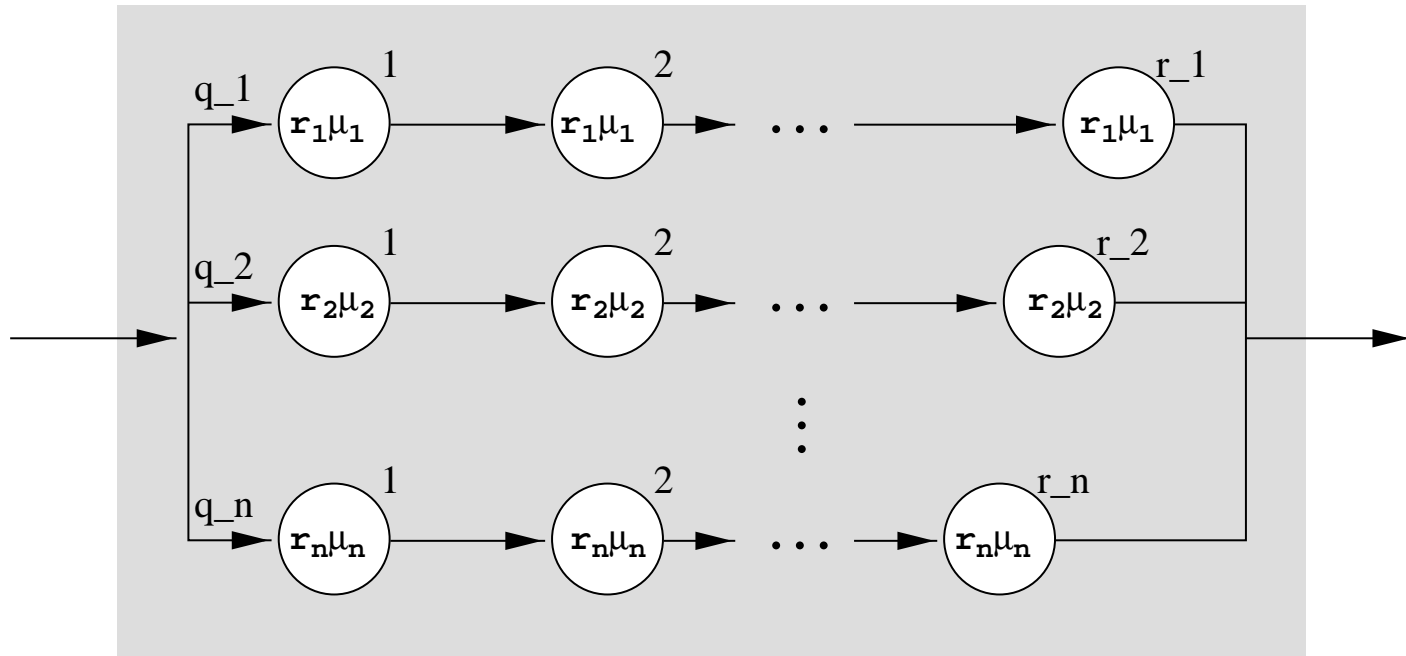 1 2 r_1
q_1
r₁μ₁ r₁μ₁ ... r₁μ₁
1 2 r_2
q_2
r₂μ₂ r₂μ₂ ... r₂μ₂
1 2 r_n
q_n
rₙμₙ rₙμₙ ... rₙμₙ